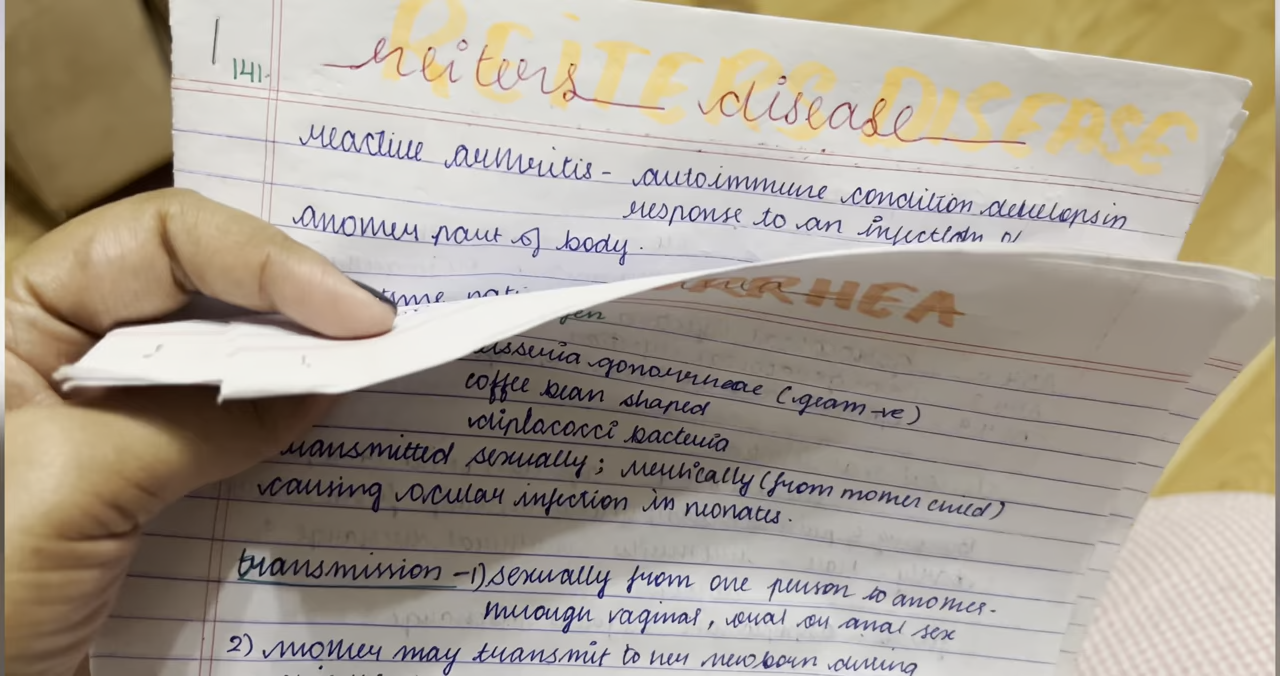 141.
REITERS DISEASE
reiters disease
reactive arthritis - autoimmune condition develops in
response to an infection
another part of body.
RRHEA
gonorrheae (gram -ve)
coffee bean shaped
diplococci bacteria
transmitted sexually; vertically (from mother child)
causing ocular infection in neonates.
transmission - 1) sexually from one person to another.
through vaginal, oral or anal sex
2) mother may transmit to her newborn during